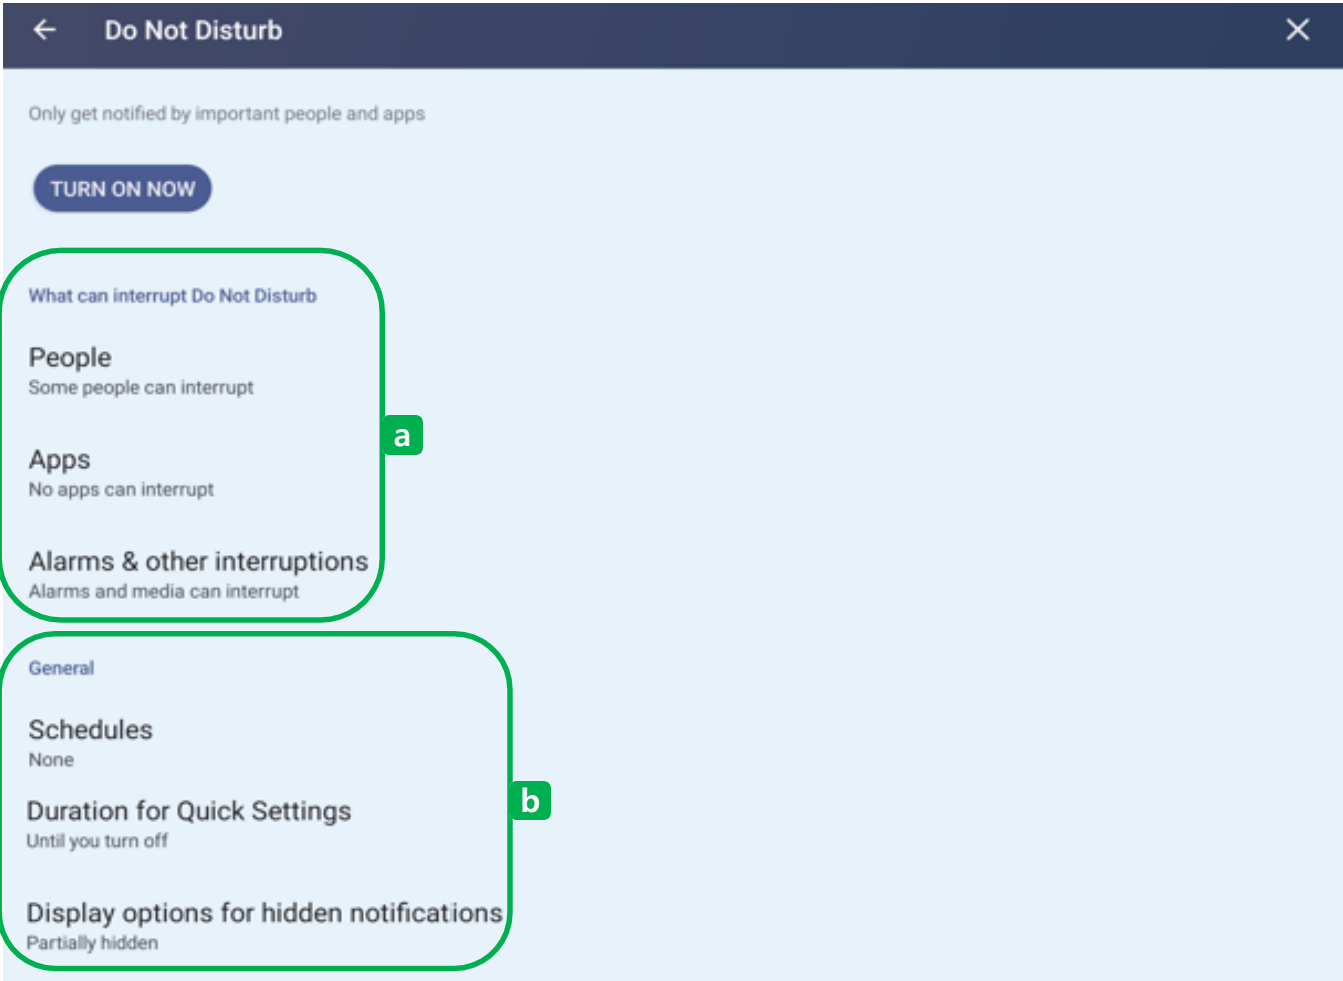 Do Not Disturb
Only get notified by important people and apps
TURN ON NOW
What can interrupt Do Not Disturb
People
Some people can interrupt
a
Apps
No apps can interrupt
Alarms & other interruptions
Alarms and media can interrupt
General
Schedules
None
b
Duration for Quick Settings
Until you turn off
Display options for hidden notifications
Partially hidden